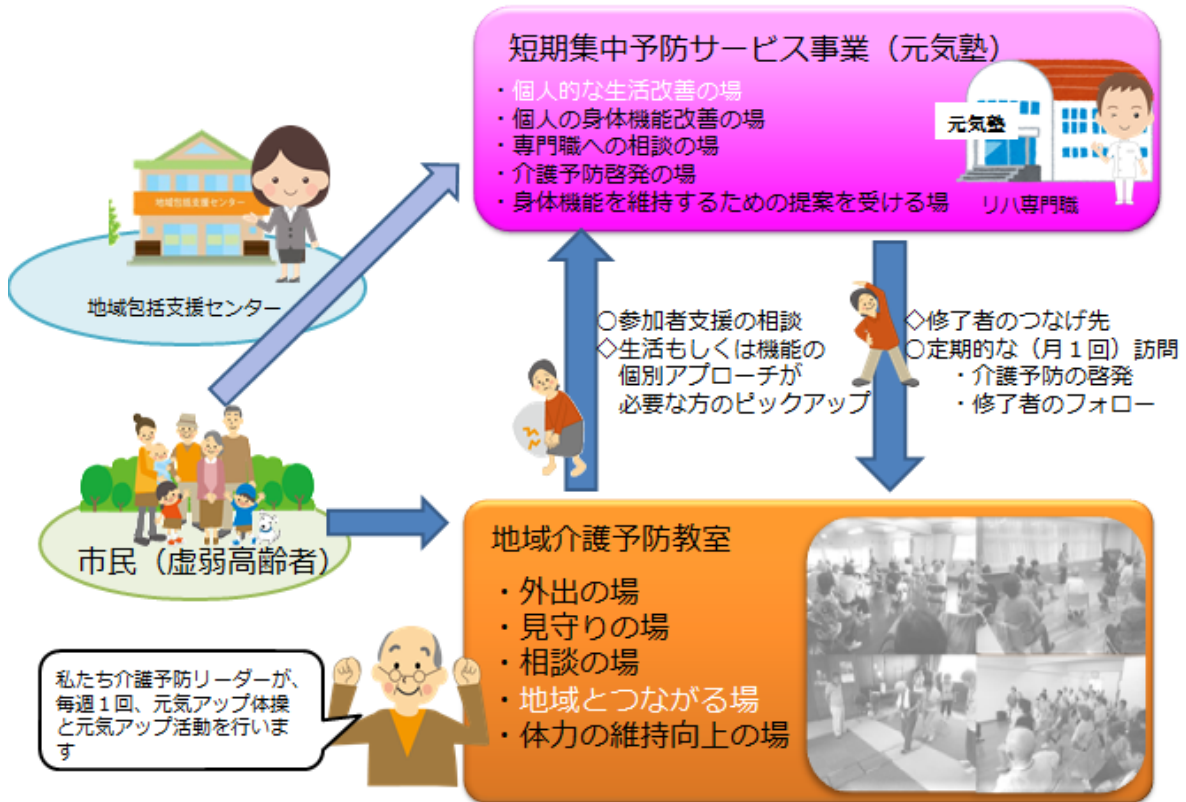 短期集中予防サービス事業（元気塾）
・個人的な生活改善の場
・個人の身体機能改善の場
・専門職への相談の場
・介護予防啓発の場
・身体機能を維持するための提案を受ける場
元気塾
リハ専門職
地域包括支援センター
地域包括支援センター
○参加者支援の相談
◇生活もしくは機能の
個別アプローチが
必要な方のピックアップ
◇修了者のつなげ先
○定期的な（月１回）訪問
・介護予防の啓発
・修了者のフォロー
市民（虚弱高齢者）
地域介護予防教室
・外出の場
・見守りの場
・相談の場
・地域とつながる場
・体力の維持向上の場
私たち介護予防リーダーが、
毎週１回、元気アップ体操
と元気アップ活動を行いま
す